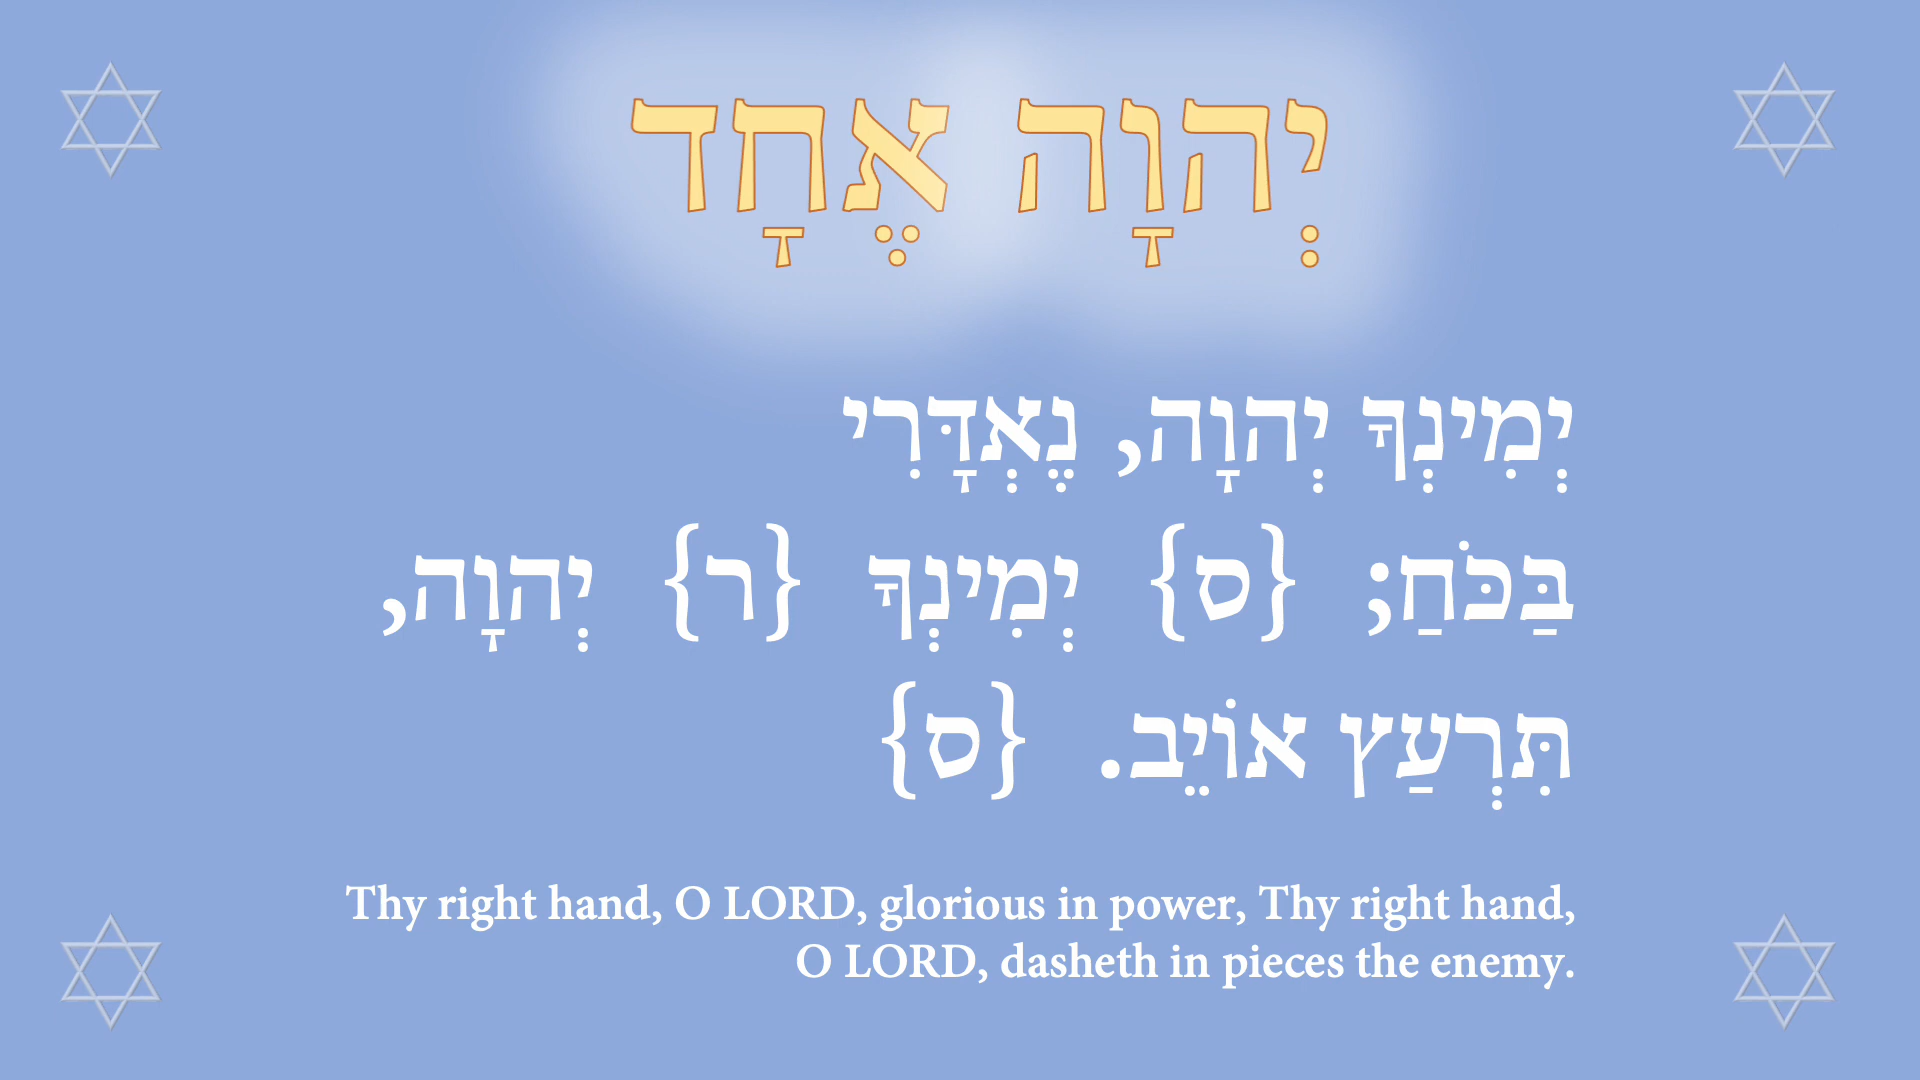 יְהוָה אֶחָד
יְמִינְךָ יְהוָה, נֶאְדָּרִי
בַּכֹּחַ; {ס} יְמִינְךָ {ר} יְהוָה,
תִּרְעַץ אוֹיֵב. {ס}
Thy right hand, O LORD, glorious in power, Thy right hand,
O LORD, dasheth in pieces the enemy.